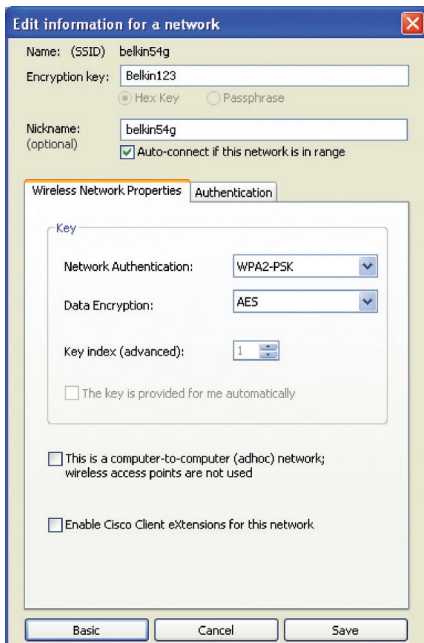 Edit information for a network
Name: (SSID) belkin54g
Encryption key: Belkin123
Hex Key Passphrase
Nickname: belkin54g
(optional)
Auto-connect if this network is in range
Wireless Network Properties Authentication
Key
Network Authentication: WPA2-PSK
Data Encryption: AES
Key index (advanced): 1
The key is provided for me automatically
This is a computer-to-computer (adhoc) network;
wireless access points are not used
Enable Cisco Client eXtensions for this network
Basic Cancel Save